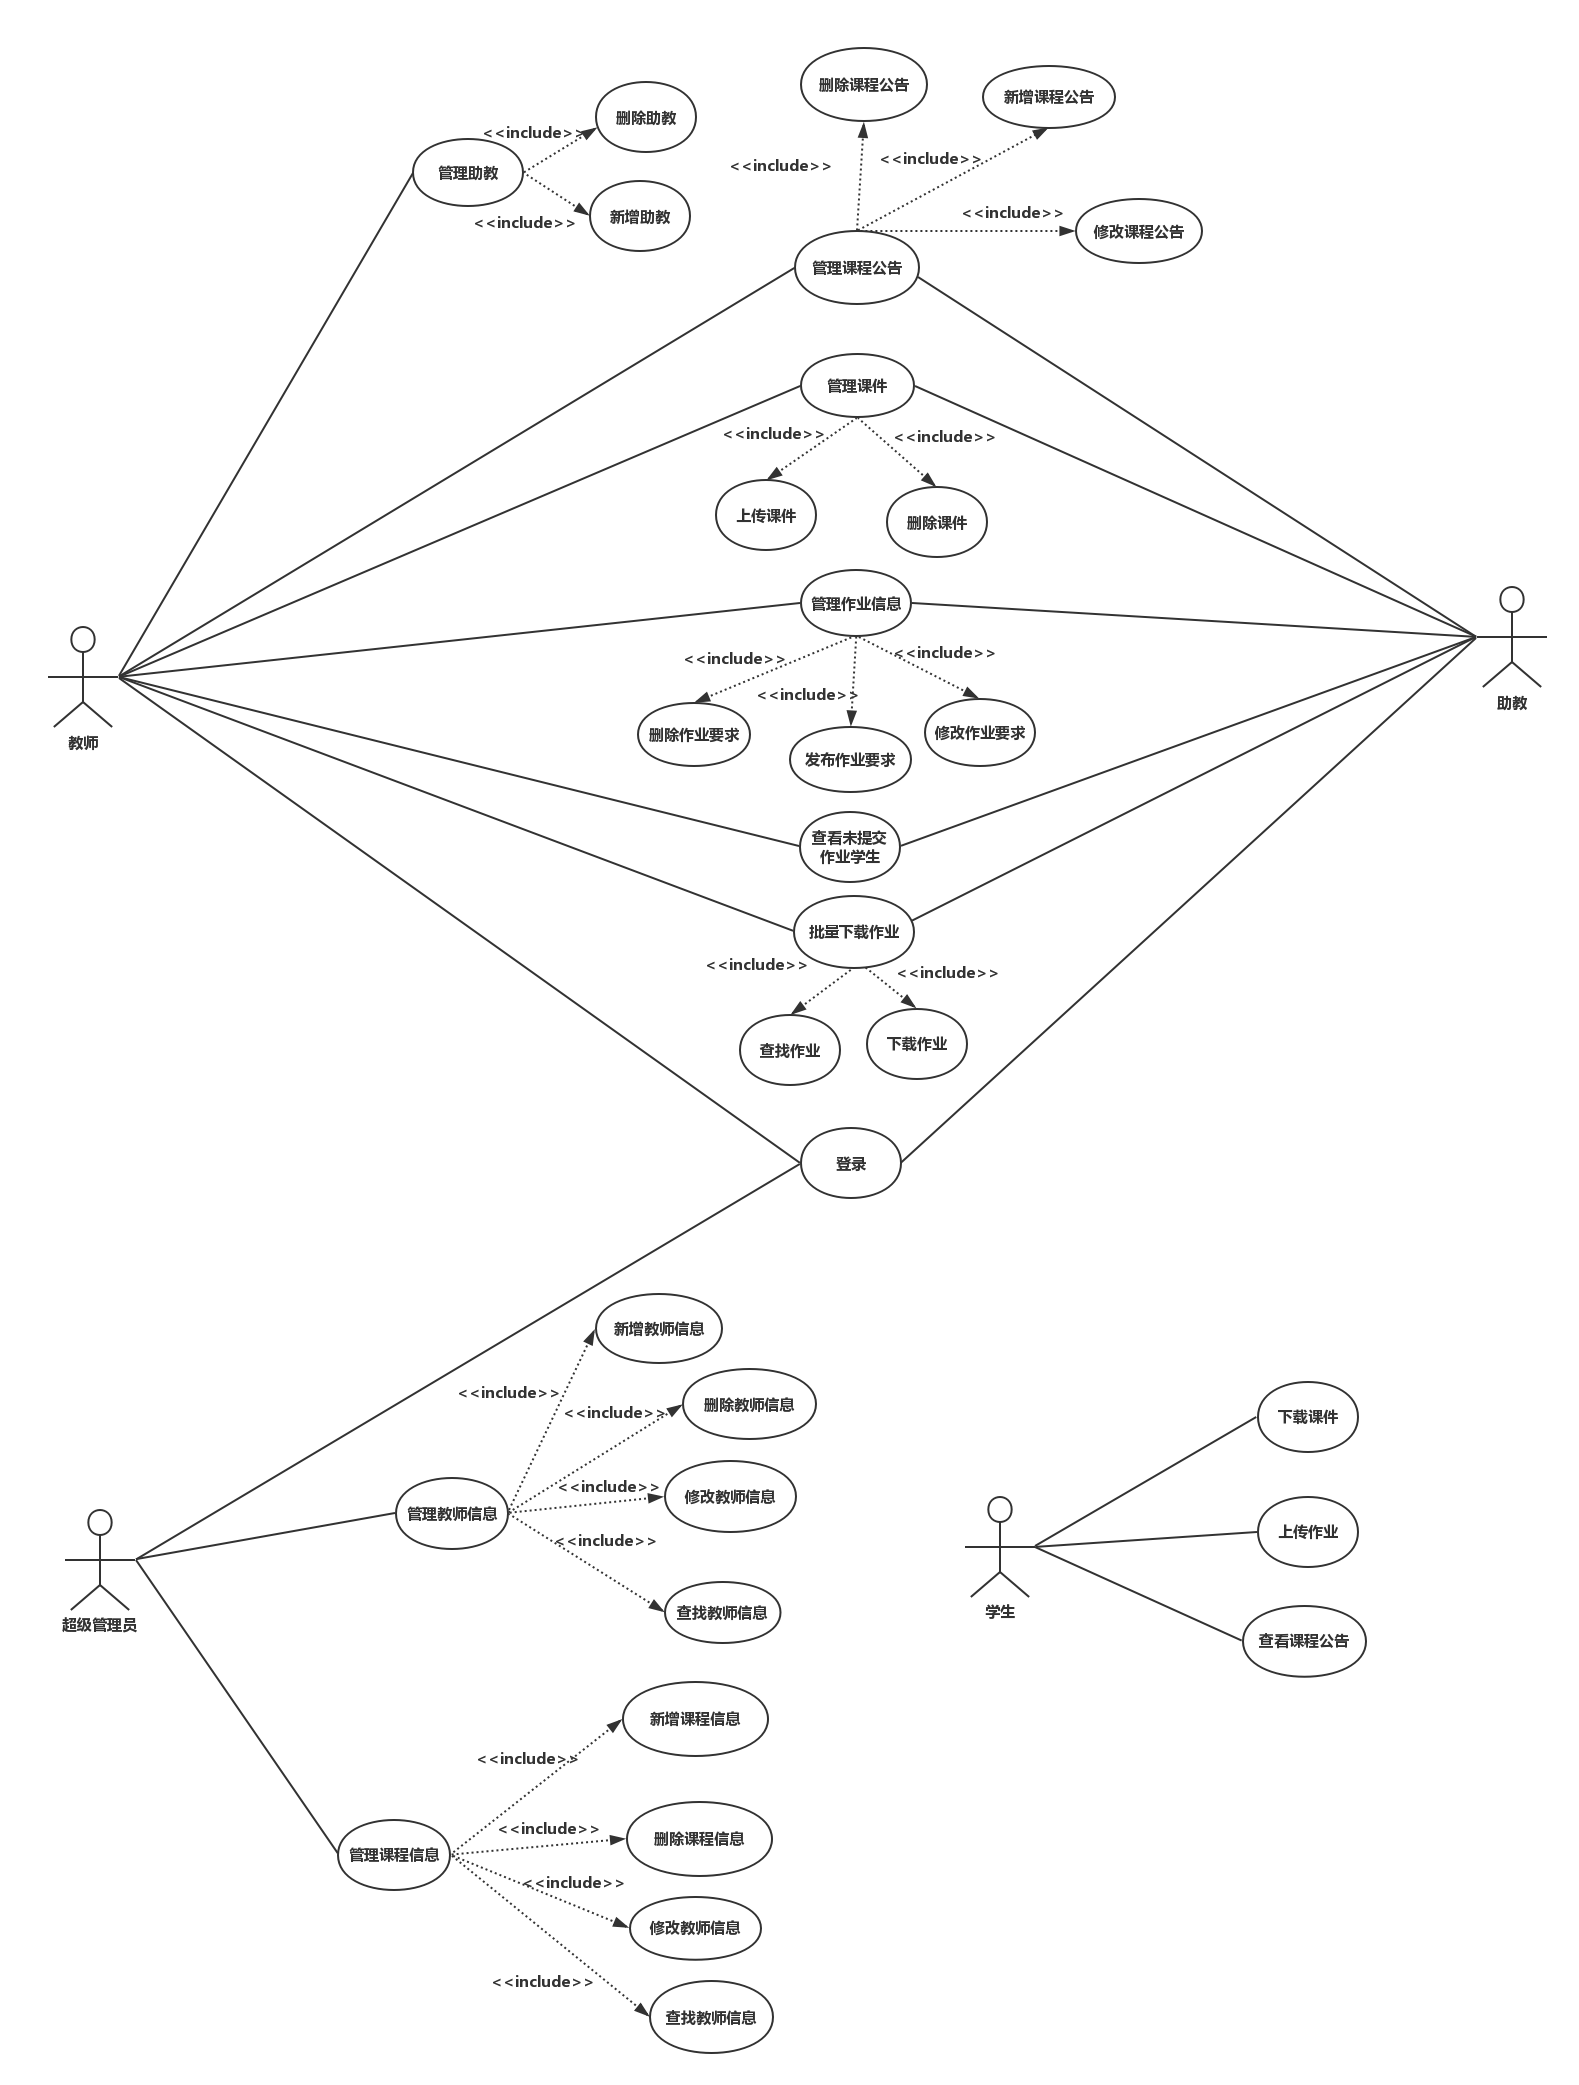 删除课程公告
新增课程公告
删除助教
<<include>>
<<include>>
<<include>>
管理助教
新增助教
<<include>>
<<include>>
修改课程公告
管理课程公告
管理课件
<<include>>
<<include>>
上传课件
删除课件
管理作业信息
<<include>>
<<include>>
<<include>>
助教
教师
删除作业要求
发布作业要求
修改作业要求
查看未提交
作业学生
批量下载作业
<<include>>
<<include>>
查找作业
下载作业
登录
新增教师信息
<<include>>
<<include>>
删除教师信息
下载课件
<<include>>
修改教师信息
管理教师信息
<<include>>
上传作业
查找教师信息
超级管理员
学生
查看课程公告
新增课程信息
<<include>>
<<include>>
删除课程信息
管理课程信息
<<include>>
修改教师信息
<<include>>
查找教师信息